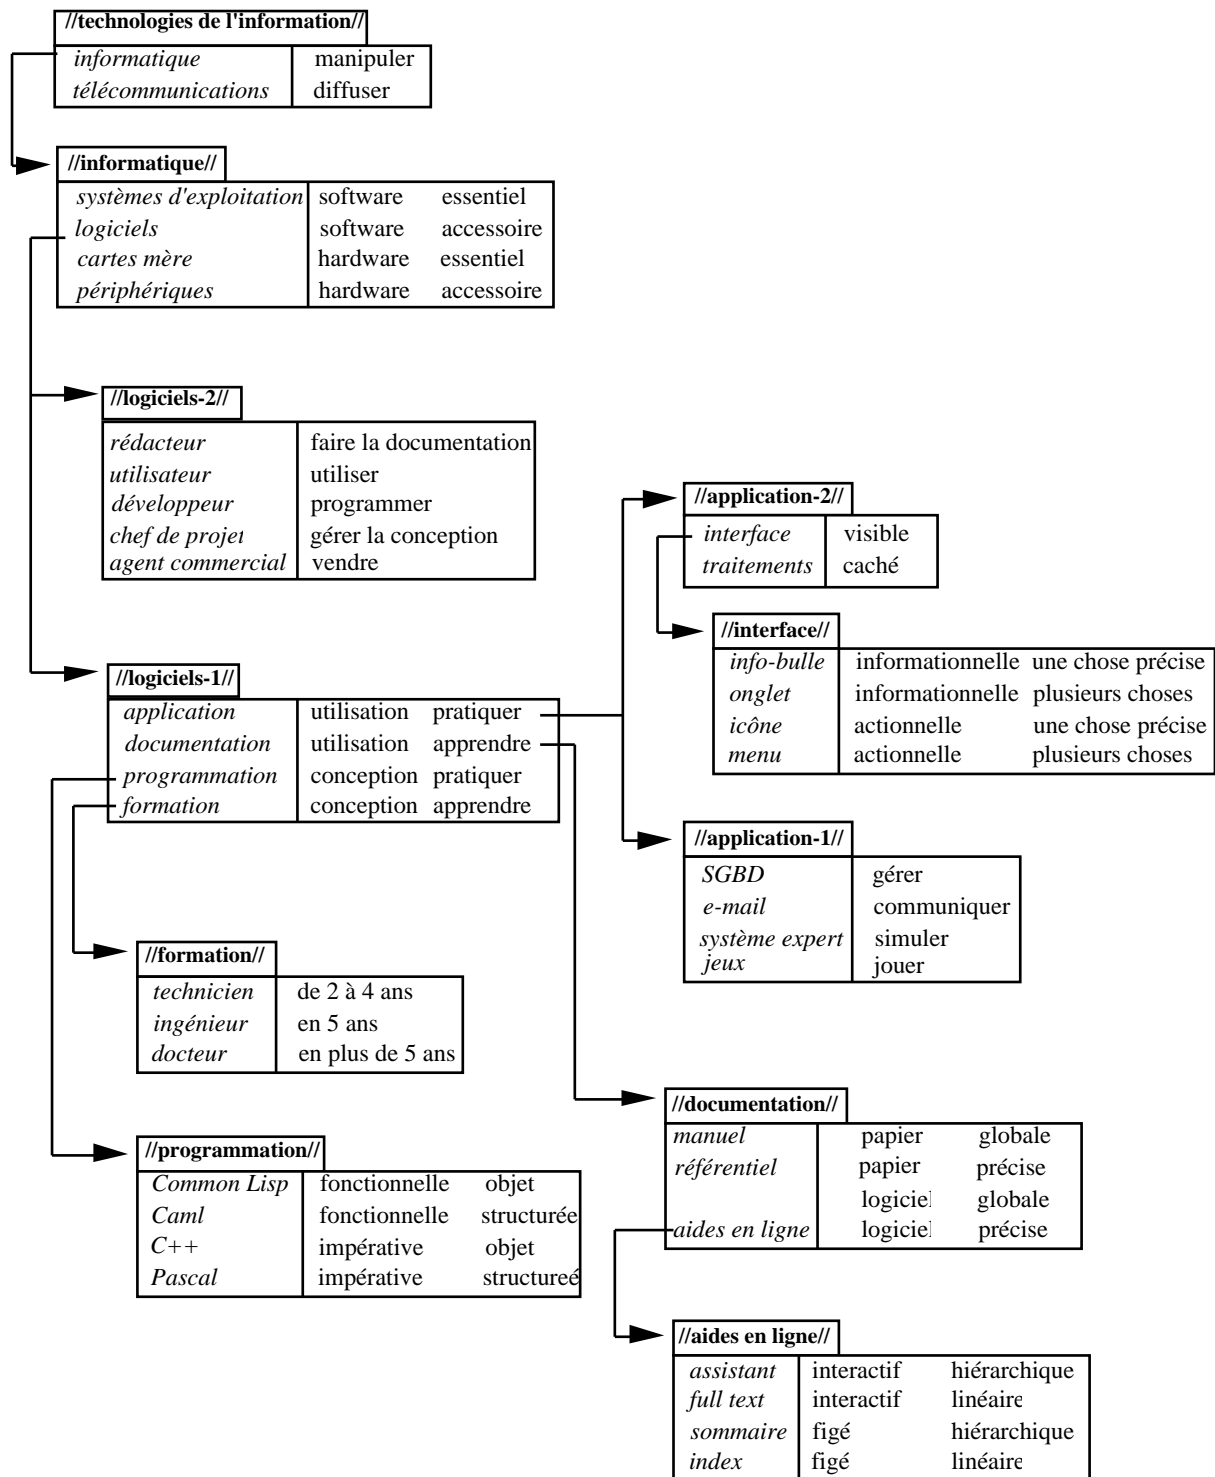 //technologies de l'information//
informatique manipuler
télécommunications diffuser
//informatique//
systèmes d'exploitation software essentiel
logiciels software accessoire
cartes mère hardware essentiel
périphériques hardware accessoire
//logiciels-2//
rédacteur faire la documentation
utilisateur utiliser
développeur programmer
chef de projet gérer la conception
agent commercial vendre
//application-2//
interface visible
traitements caché
//interface//
info-bulle informationnelle une chose précise
onglet informationnelle plusieurs choses
icône actionnelle une chose précise
menu actionnelle plusieurs choses
//logiciels-1//
application utilisation pratiquer
documentation utilisation apprendre
programmation conception pratiquer
formation conception apprendre
//application-1//
SGBD gérer
e-mail communiquer
système expert simuler
jeux jouer
//formation//
technicien de 2 à 4 ans
ingénieur en 5 ans
docteur en plus de 5 ans
//documentation//
manuel papier globale
référentiel papier précise
logiciel globale
aides en ligne logiciel précise
//programmation//
Common Lisp fonctionnelle objet
Caml fonctionnelle structurée
C++ impérative objet
Pascal impérative structureé
//aides en ligne//
assistant interactif hiérarchique
full text interactif linéaire
sommaire figé hiérarchique
index figé linéaire